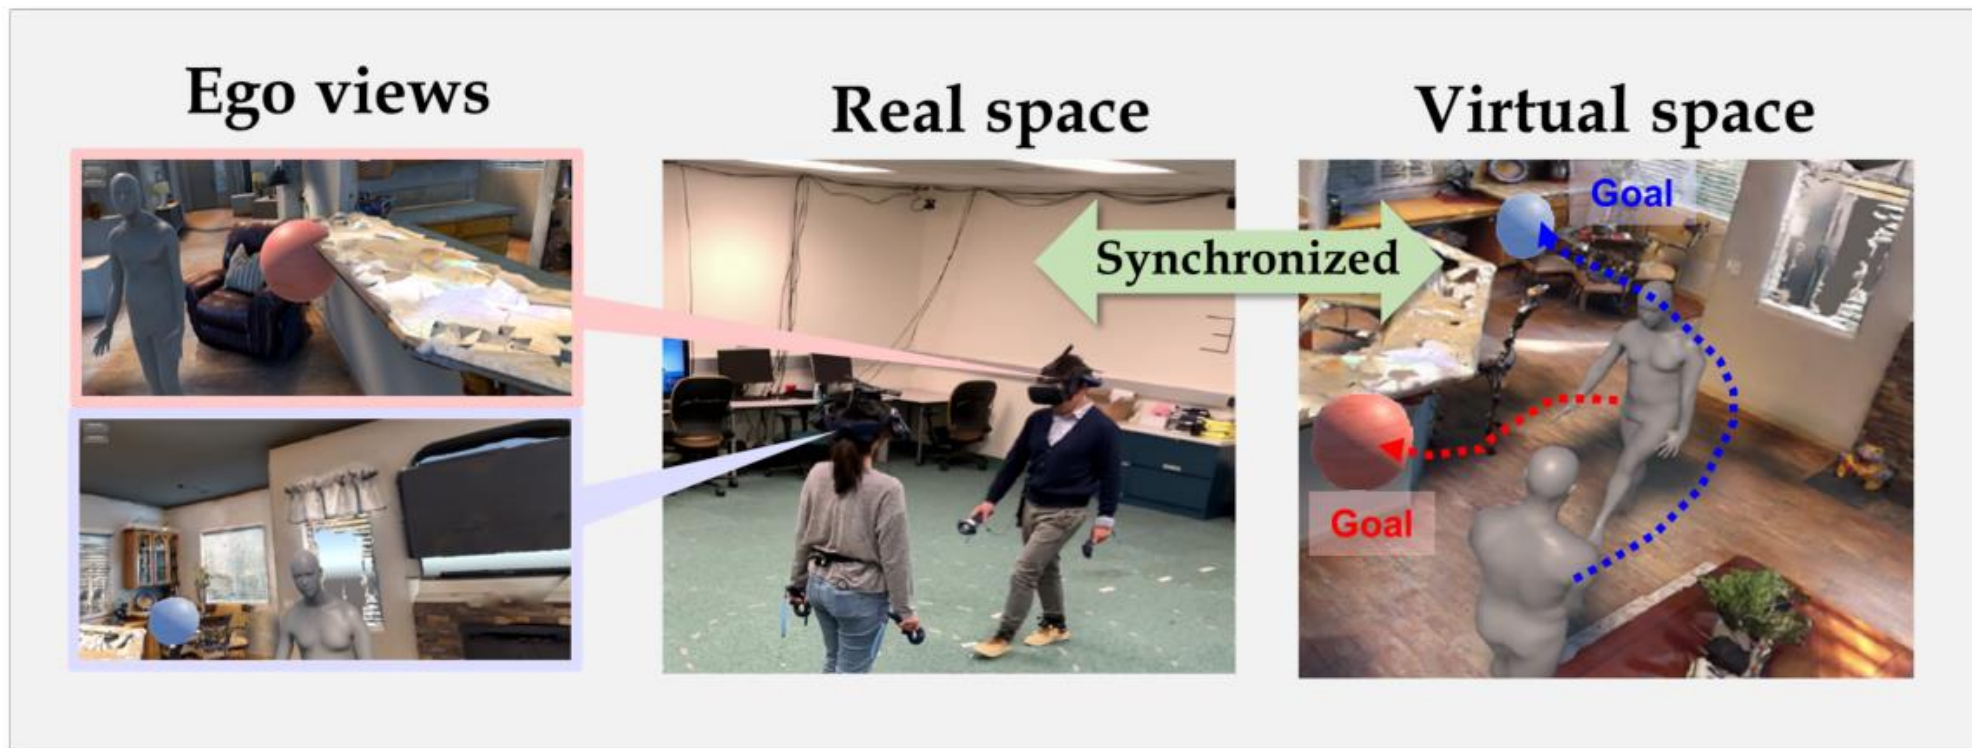 Ego views
Real space
Virtual space
Synchronized
Goal
Goal